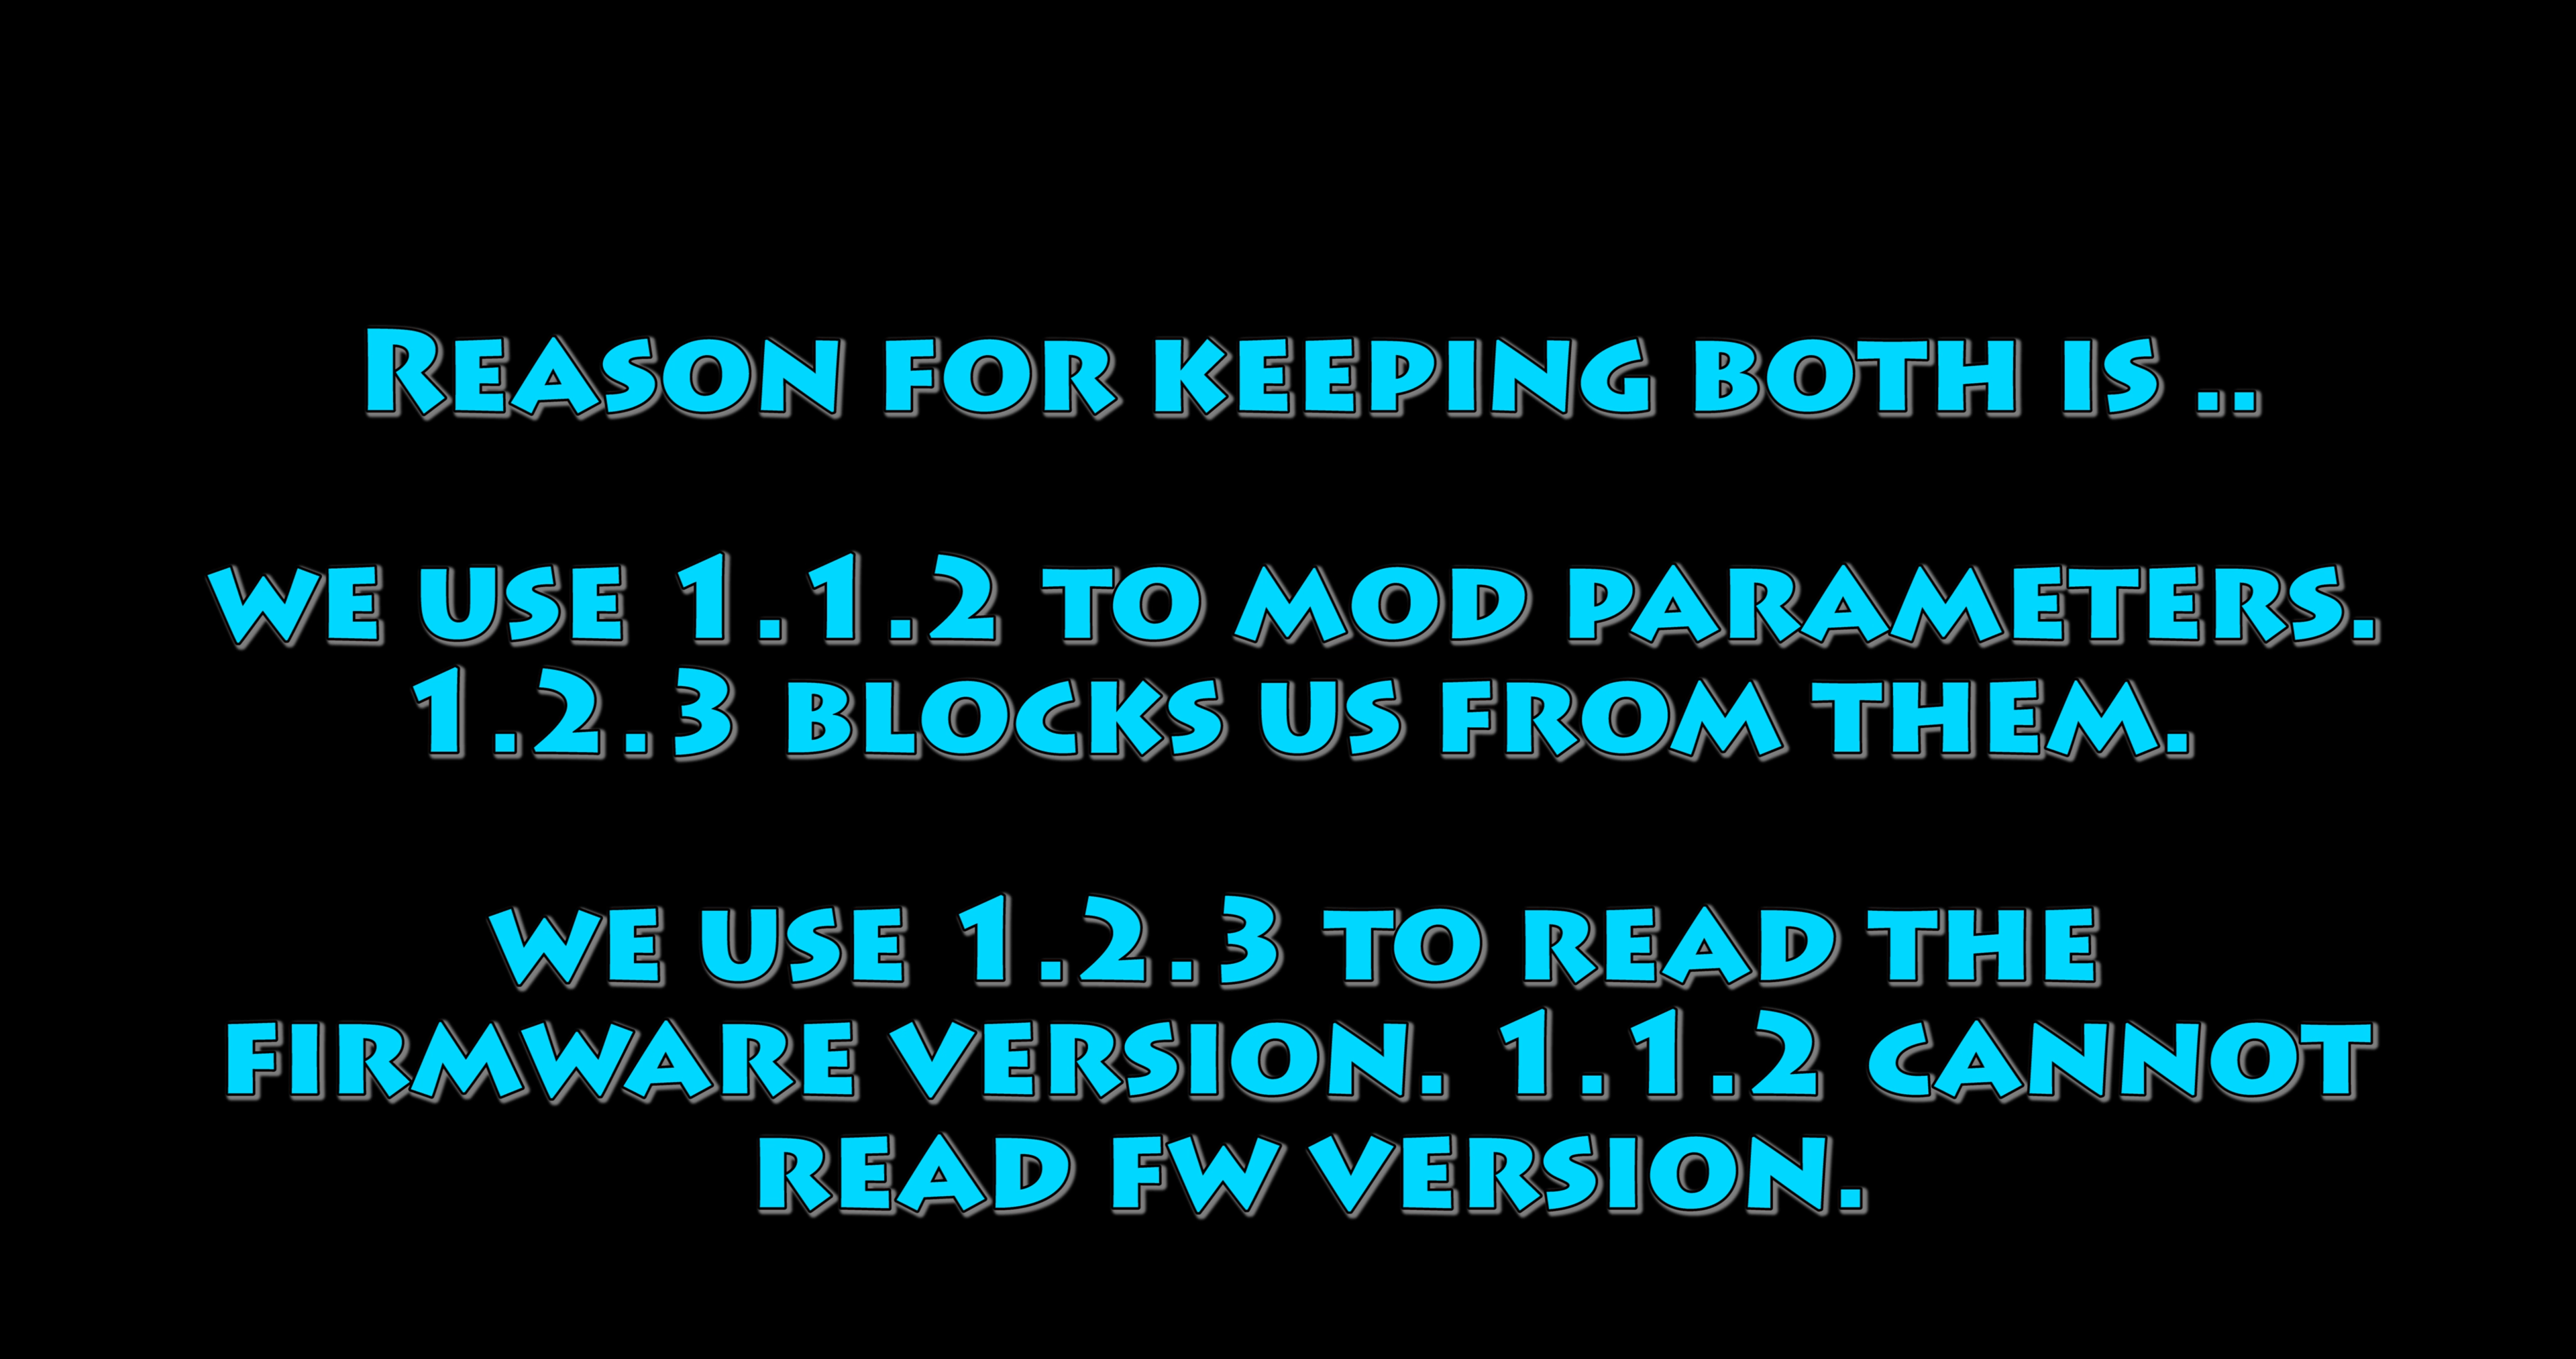 Reason for keeping both is ..
we use 1.1.2 to mod parameters.
1.2.3 blocks us from them.
we use 1.2.3 to read the
firmware version. 1.1.2 cannot
read fw version.